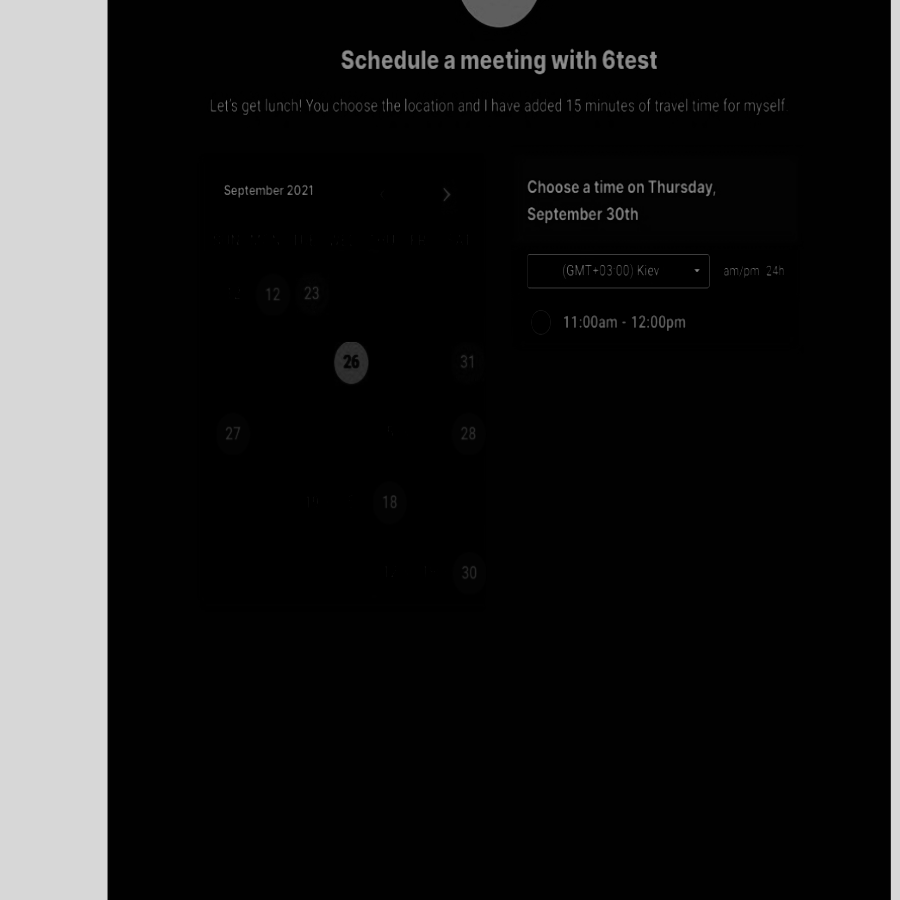 Schedule a meeting with 6test
Let's get lunch! You choose the location and I have added 15 minutes of travel time for myself
September 2021
12 23
26 31
27 28
18
30
Choose a time on Thursday,
September 30th
(GMT+03:00) Kiev am/pm 24h
11:00am - 12:00pm